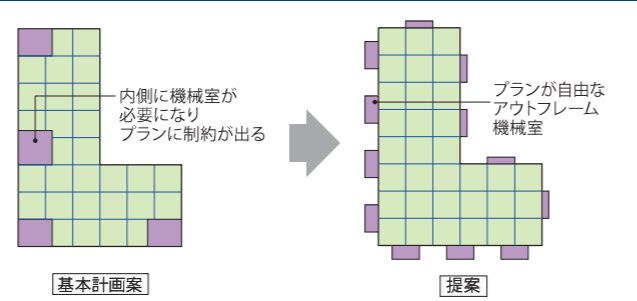 内側に機械室が
必要になり
プランに制約が出る
基本計画案
プランが自由な
アウトフレーム
機械室
提案